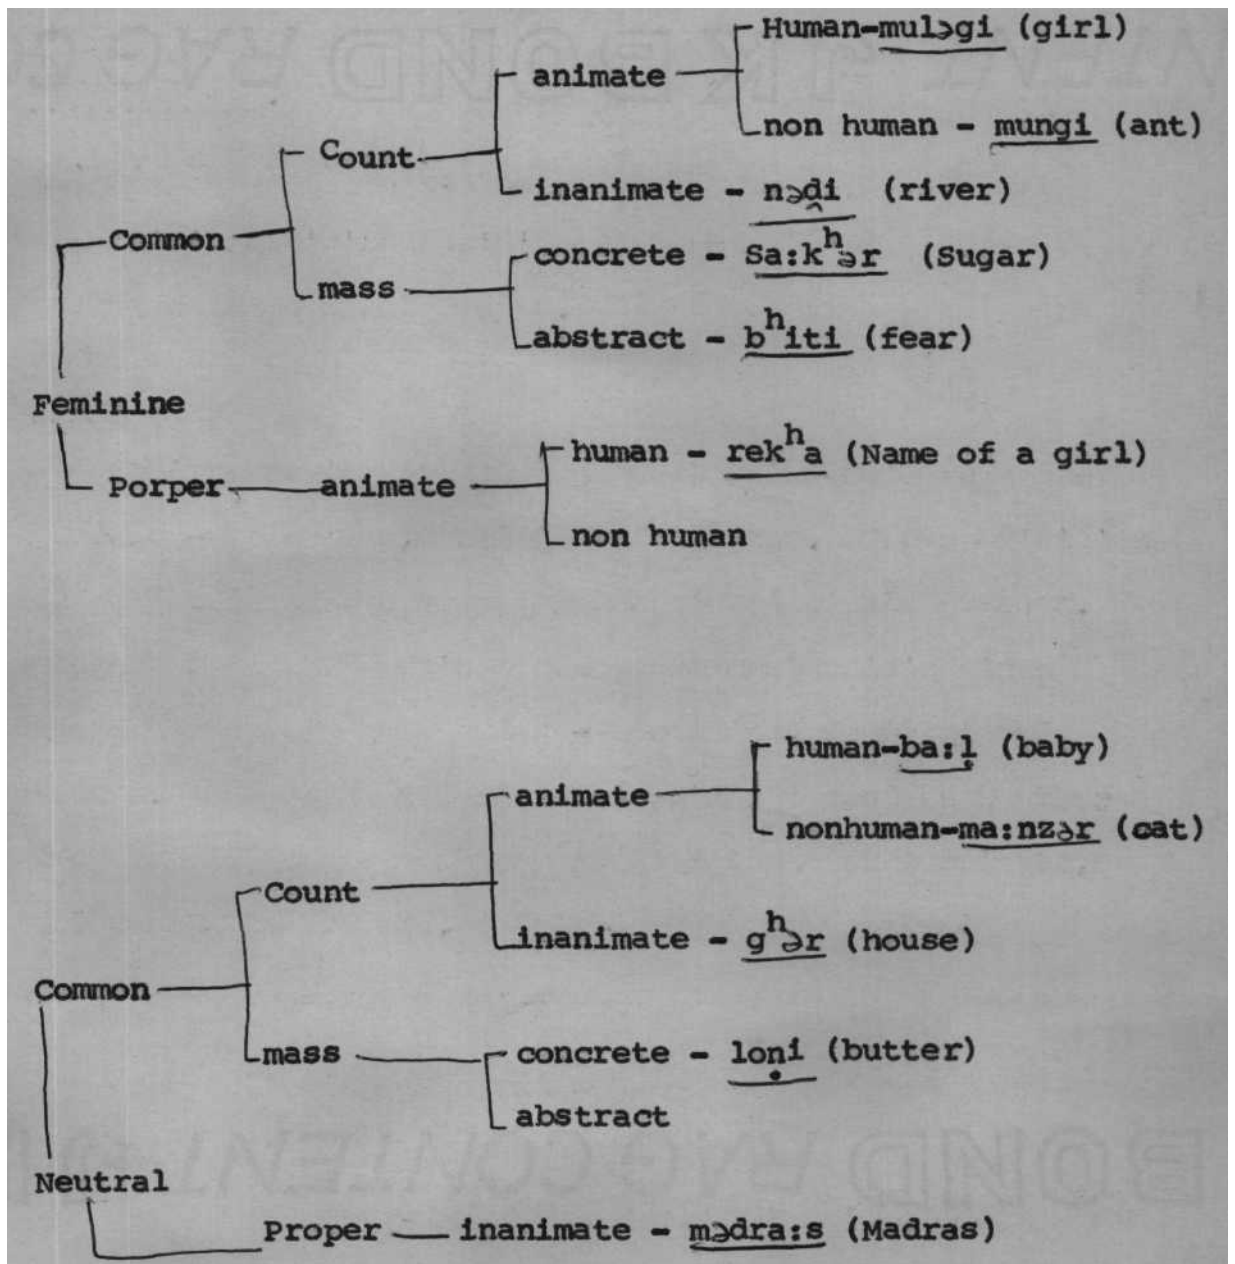 Human-muləgi (girl)
animate
non human - mungi (ant)
Count
inanimate - nədi (river)
Common
concrete - Sa:kʰər (Sugar)
mass
abstract - bʰiti (fear)
Feminine
human - rekʰa (Name of a girl)
Porper animate
non human
human-ba:ḷ (baby)
animate
nonhuman-ma:nzər (cat)
Count
inanimate - gʰər (house)
Common
mass concrete - loṇi (butter)
abstract
Neutral
Proper inanimate - mədra:s (Madras)